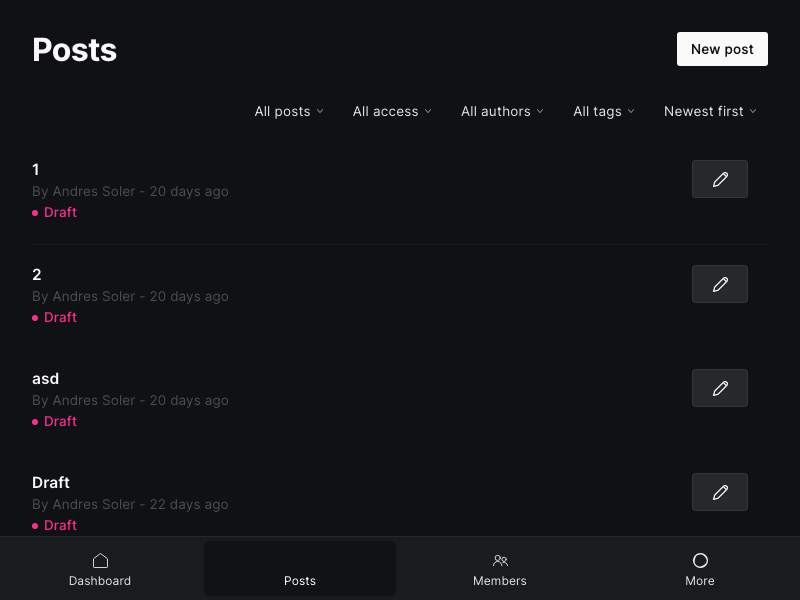 Posts
New post
All posts
All access
All authors
All tags
Newest first
1
By Andres Soler - 20 days ago
Draft
2
By Andres Soler - 20 days ago
Draft
asd
By Andres Soler - 20 days ago
Draft
Draft
By Andres Soler - 22 days ago
Draft
Dashboard
Posts
Members
More